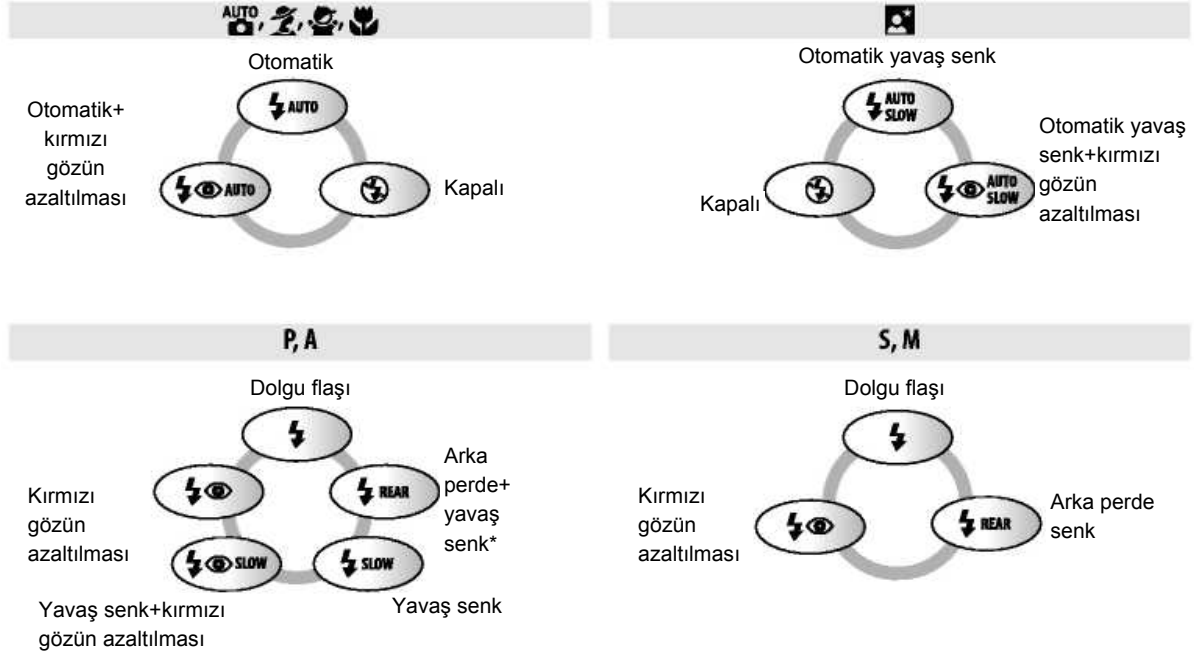 AUTO
Otomatik
AUTO
Otomatik+
kırmızı
gözün
azaltılması
AUTO
Kapalı
Otomatik yavaş senk
AUTO
SLOW
Otomatik yavaş
senk+kırmızı
gözün
azaltılması
AUTO
SLOW
Kapalı
P, A
Dolgu flaşı
Arka
perde+
yavaş
senk*
REAR
Kırmızı
gözün
azaltılması
SLOW
SLOW
Yavaş senk
Yavaş senk+kırmızı
gözün azaltılması
S, M
Dolgu flaşı
Kırmızı
gözün
azaltılması
REAR
Arka perde
senk